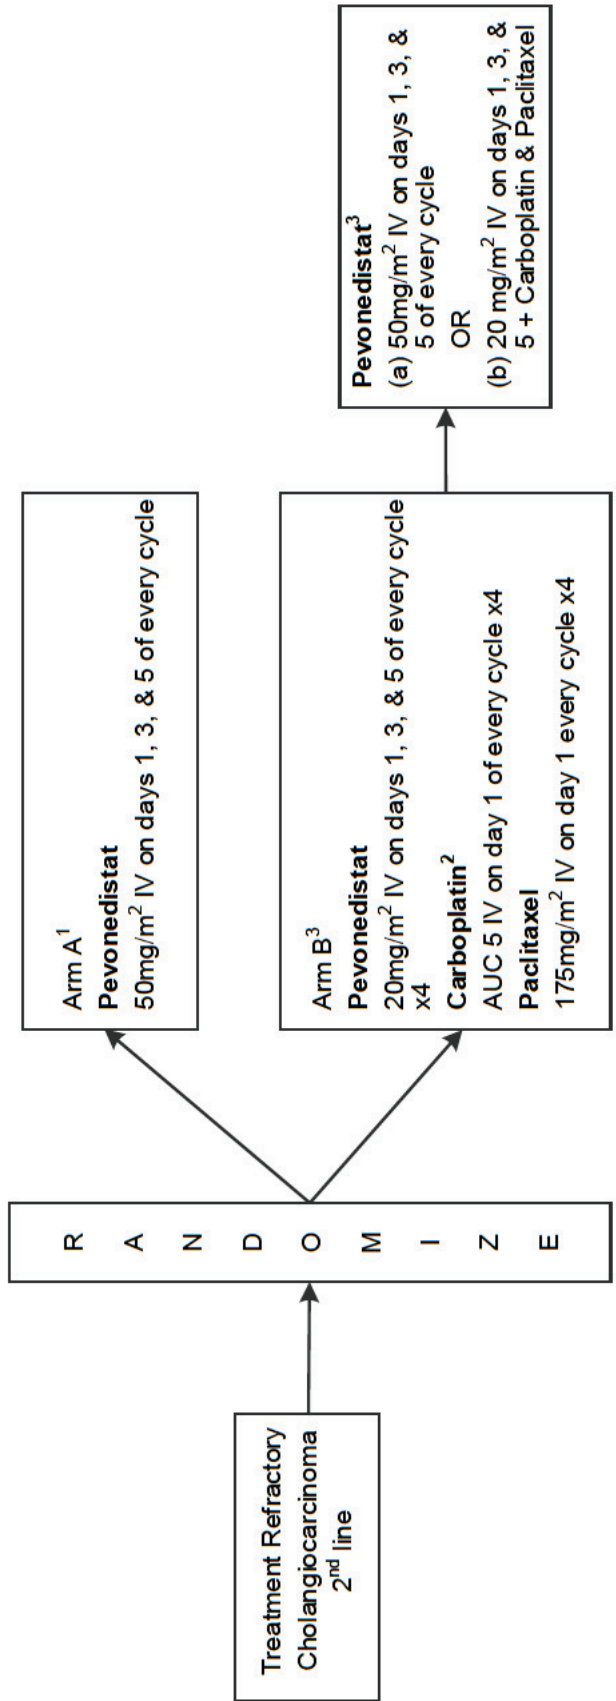 Treatment Refractory
Cholangiocarcinoma
2nd line
R
A
N
D
O
M
I
Z
E
Arm A1
Pevonedistat
50mg/m2 IV on days 1, 3, & 5 of every cycle
Arm B3
Pevonedistat
20mg/m2 IV on days 1, 3, & 5 of every cycle
x4
Carboplatin2
AUC 5 IV on day 1 of every cycle x4
Paclitaxel
175mg/m2 IV on day 1 every cycle x4
Pevonedistat3
(a) 50mg/m2 IV on days 1, 3, &
5 of every cycle
OR
(b) 20 mg/m2 IV on days 1, 3, &
5 + Carboplatin & Paclitaxel